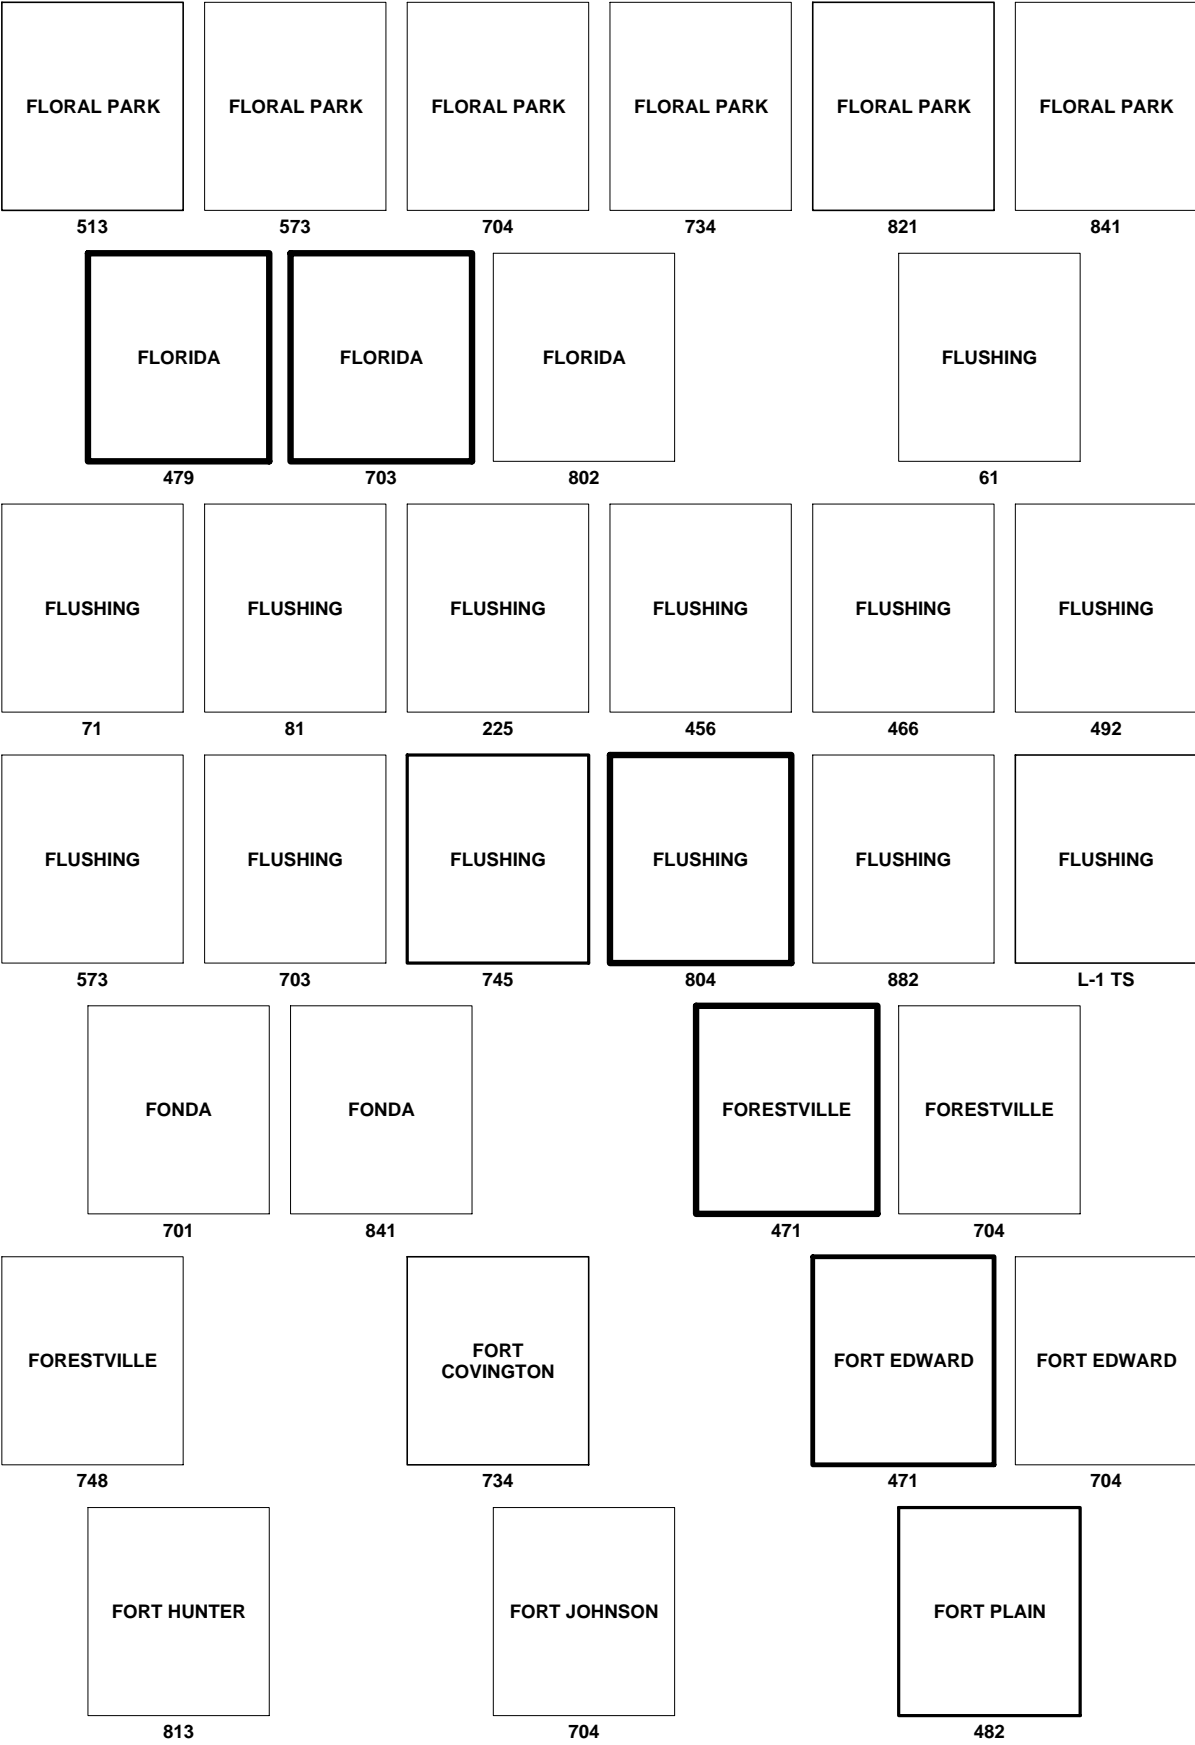 FLORAL PARK FLORAL PARK FLORAL PARK FLORAL PARK FLORAL PARK FLORAL PARK
513 573 704 734 821 841
FLORIDA FLORIDA FLORIDA FLUSHING
479 703 802 61
FLUSHING FLUSHING FLUSHING FLUSHING FLUSHING FLUSHING
71 81 225 456 466 492
FLUSHING FLUSHING FLUSHING FLUSHING FLUSHING FLUSHING
573 703 745 804 882 L-1 TS
FONDA FONDA FORESTVILLE FORESTVILLE
701 841 471 704
FORESTVILLE FORT COVINGTON FORT EDWARD FORT EDWARD
748 734 471 704
FORT HUNTER FORT JOHNSON FORT PLAIN
813 704 482